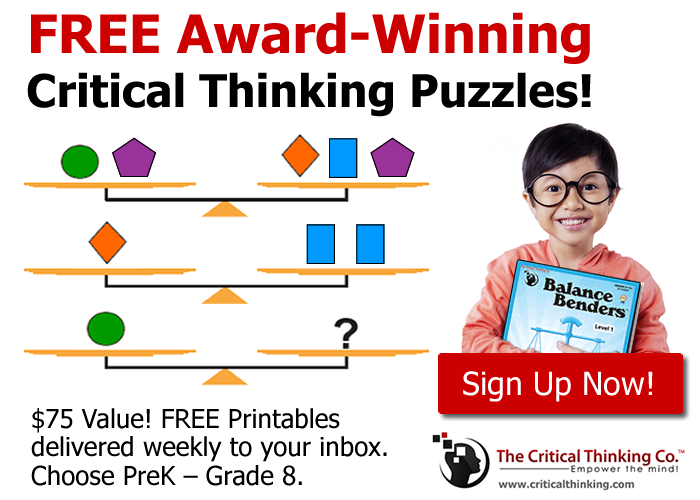 FREE Award-Winning
Critical Thinking Puzzles!
?
Balance
Benders™
Level 1
Sign Up Now!
$75 Value! FREE Printables
delivered weekly to your inbox.
Choose PreK – Grade 8.
The Critical Thinking Co.™
Empower the mind!
www.criticalthinking.com